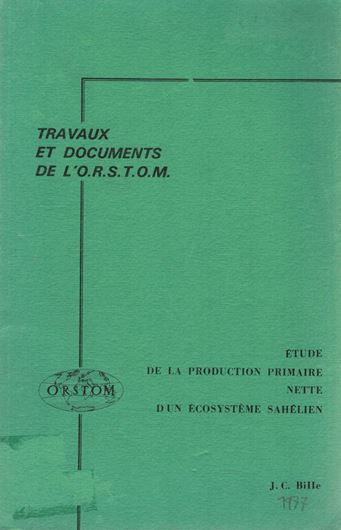 TRAVAUX
ET DOCUMENTS
DE L'O.R.S.T.O.M.
ÉTUDE
DE LA PRODUCTION PRIMAIRE
NETTE
D'UN ÉCOSYSTÈME SAHÉLIEN
ORSTOM
J. C. Bille
1977